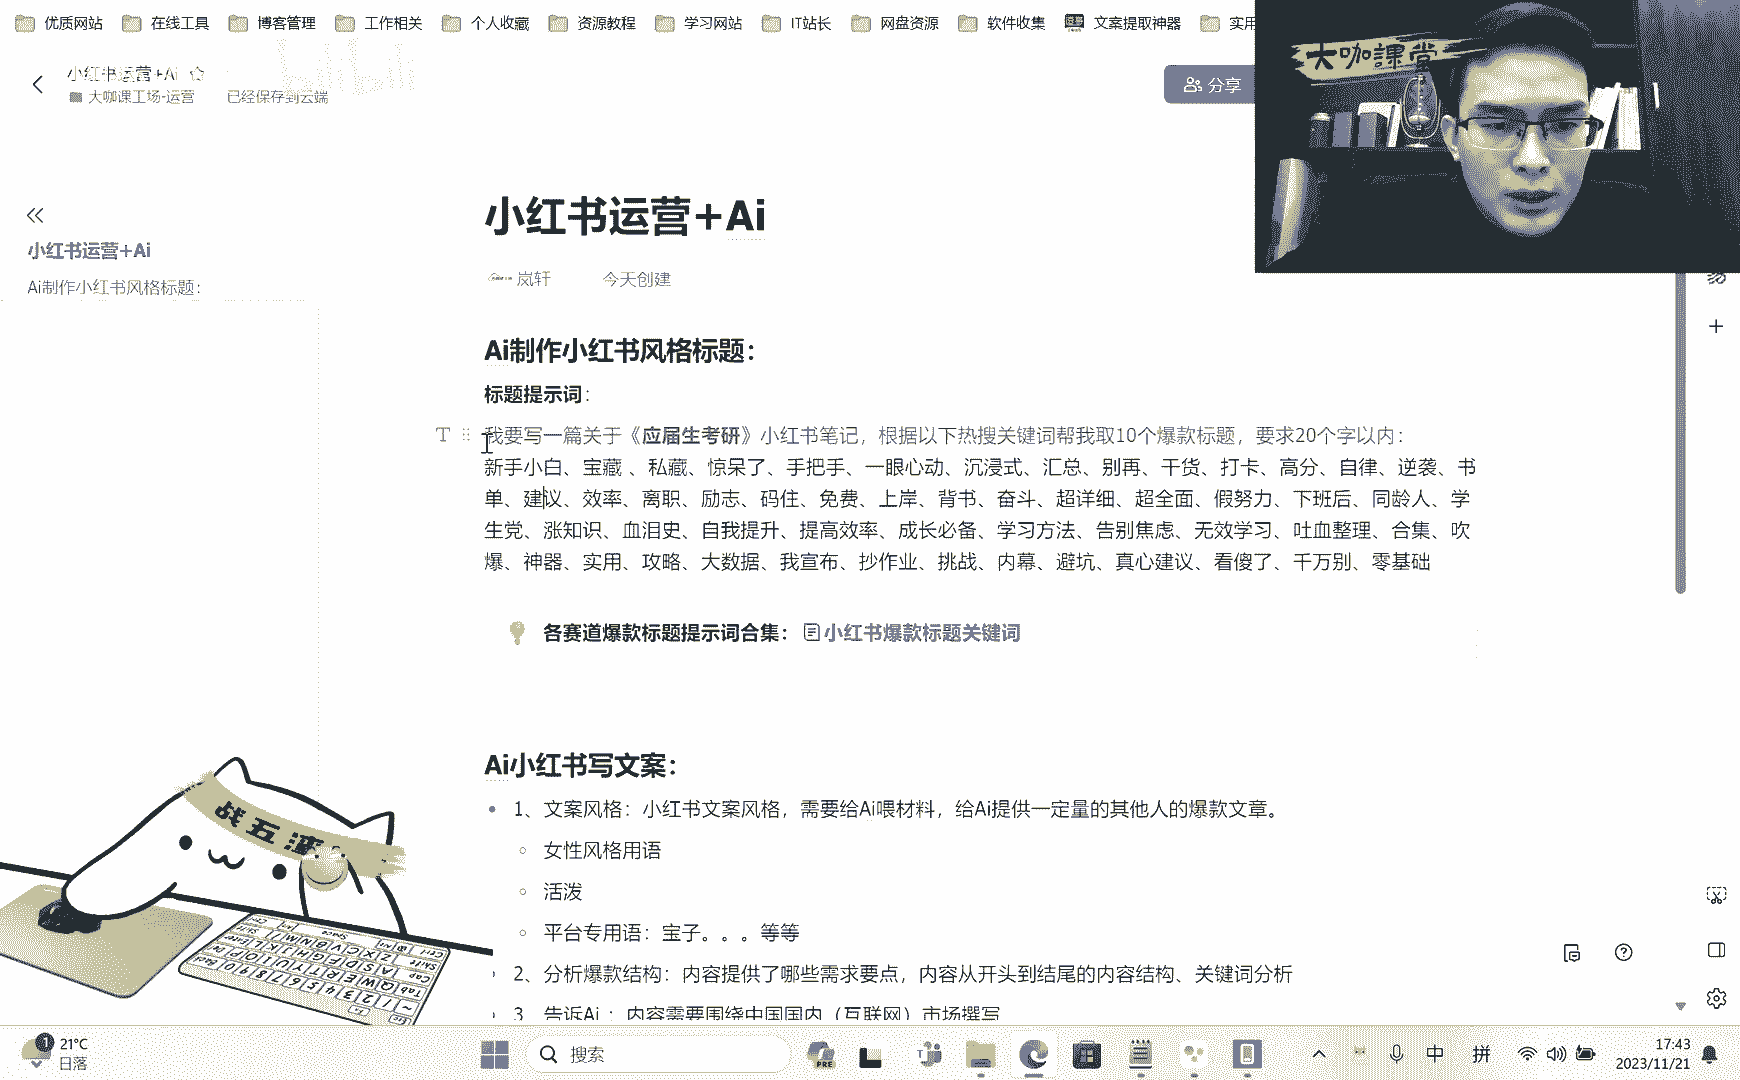 优质网站 在线工具 博客管理 工作相关 个人收藏 资源教程 学习网站 IT站长 网盘资源 软件收集 文案提取神器 实用
小红书运营+Ai
大咖课工场-运营 已经保存到云端
分享
大咖課堂
小红书运营+Ai
Ai制作小红书风格标题：
小红书运营+Ai
岚轩 今天创建
Ai制作小红书风格标题：
标题提示词：
我要写一篇关于《应届生考研》小红书笔记，根据以下热搜关键词帮我取10个爆款标题，要求20个字以内：
新手小白、宝藏 、私藏、惊呆了、手把手、一眼心动、沉浸式、汇总、别再、干货、打卡、高分、自律、逆袭、书
单、建议、效率、离职、励志、码住、免费、上岸、背书、奋斗、超详细、超全面、假努力、下班后、同龄人、学
生党、涨知识、血泪史、自我提升、提高效率、成长必备、学习方法、告别焦虑、无效学习、吐血整理、合集、吹
爆、神器、实用、攻略、大数据、我宣布、抄作业、挑战、内幕、避坑、真心建议、看傻了、千万别、零基础
各赛道爆款标题提示词合集： 小红书爆款标题关键词
Ai小红书写文案：
1、文案风格：小红书文案风格，需要给Ai喂材料，给Ai提供一定量的其他人的爆款文章。
女性风格用语
活泼
平台专用语：宝子。。。等等
2、分析爆款结构：内容提供了哪些需求要点，内容从开头到结尾的内容结构、关键词分析
3、告诉Ai ：内容需要围绕中国国内（互联网）市场撰写
战五渣
21°C
日落
搜索
PRE
中 拼
17:43
2023/11/21